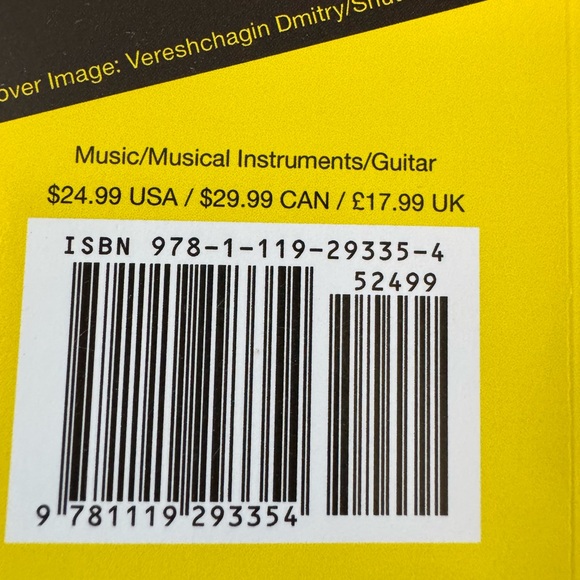 over Image: Vereshchagin Dmitry/Shut
Music/Musical Instruments/Guitar
$24.99 USA / $29.99 CAN / £17.99 UK
ISBN 978-1-119-29335-4
52499
9 781119 293354